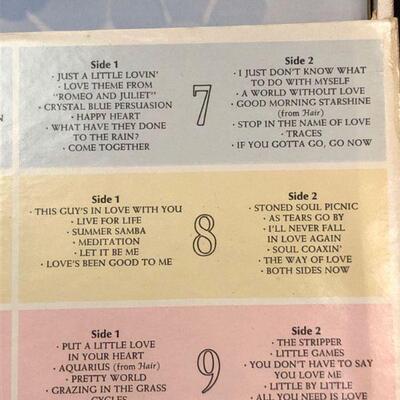 Side 1
· JUST A LITTLE LOVIN'
· LOVE THEME FROM
"ROMEO AND JULIET"
· CRYSTAL BLUE PERSUASION
· HAPPY HEART
· WHAT HAVE THEY DONE
TO THE RAIN?
· COME TOGETHER
7
Side 2
· I JUST DON'T KNOW WHAT
TO DO WITH MYSELF
· A WORLD WITHOUT LOVE
· GOOD MORNING STARSHINE
(from Hair)
· STOP IN THE NAME OF LOVE
· TRACES
· IF YOU GOTTA GO, GO NOW
Side 1
· THIS GUY'S IN LOVE WITH YOU
· LIVE FOR LIFE
· SUMMER SAMBA
· MEDITATION
· LET IT BE ME
· LOVE'S BEEN GOOD TO ME
8
Side 2
· STONED SOUL PICNIC
· AS TEARS GO BY
· I'LL NEVER FALL
IN LOVE AGAIN
· SOUL COAXIN'
· THE WAY OF LOVE
· BOTH SIDES NOW
Side 1
· PUT A LITTLE LOVE
IN YOUR HEART
· AQUARIUS (from Hair)
· PRETTY WORLD
· GRAZING IN THE GRASS
CYCLES
9
Side 2
· THE STRIPPER
· LITTLE GAMES
· YOU DON'T HAVE TO SAY
YOU LOVE ME
· LITTLE BY LITTLE
· ALL YOU NEED IS LOVE